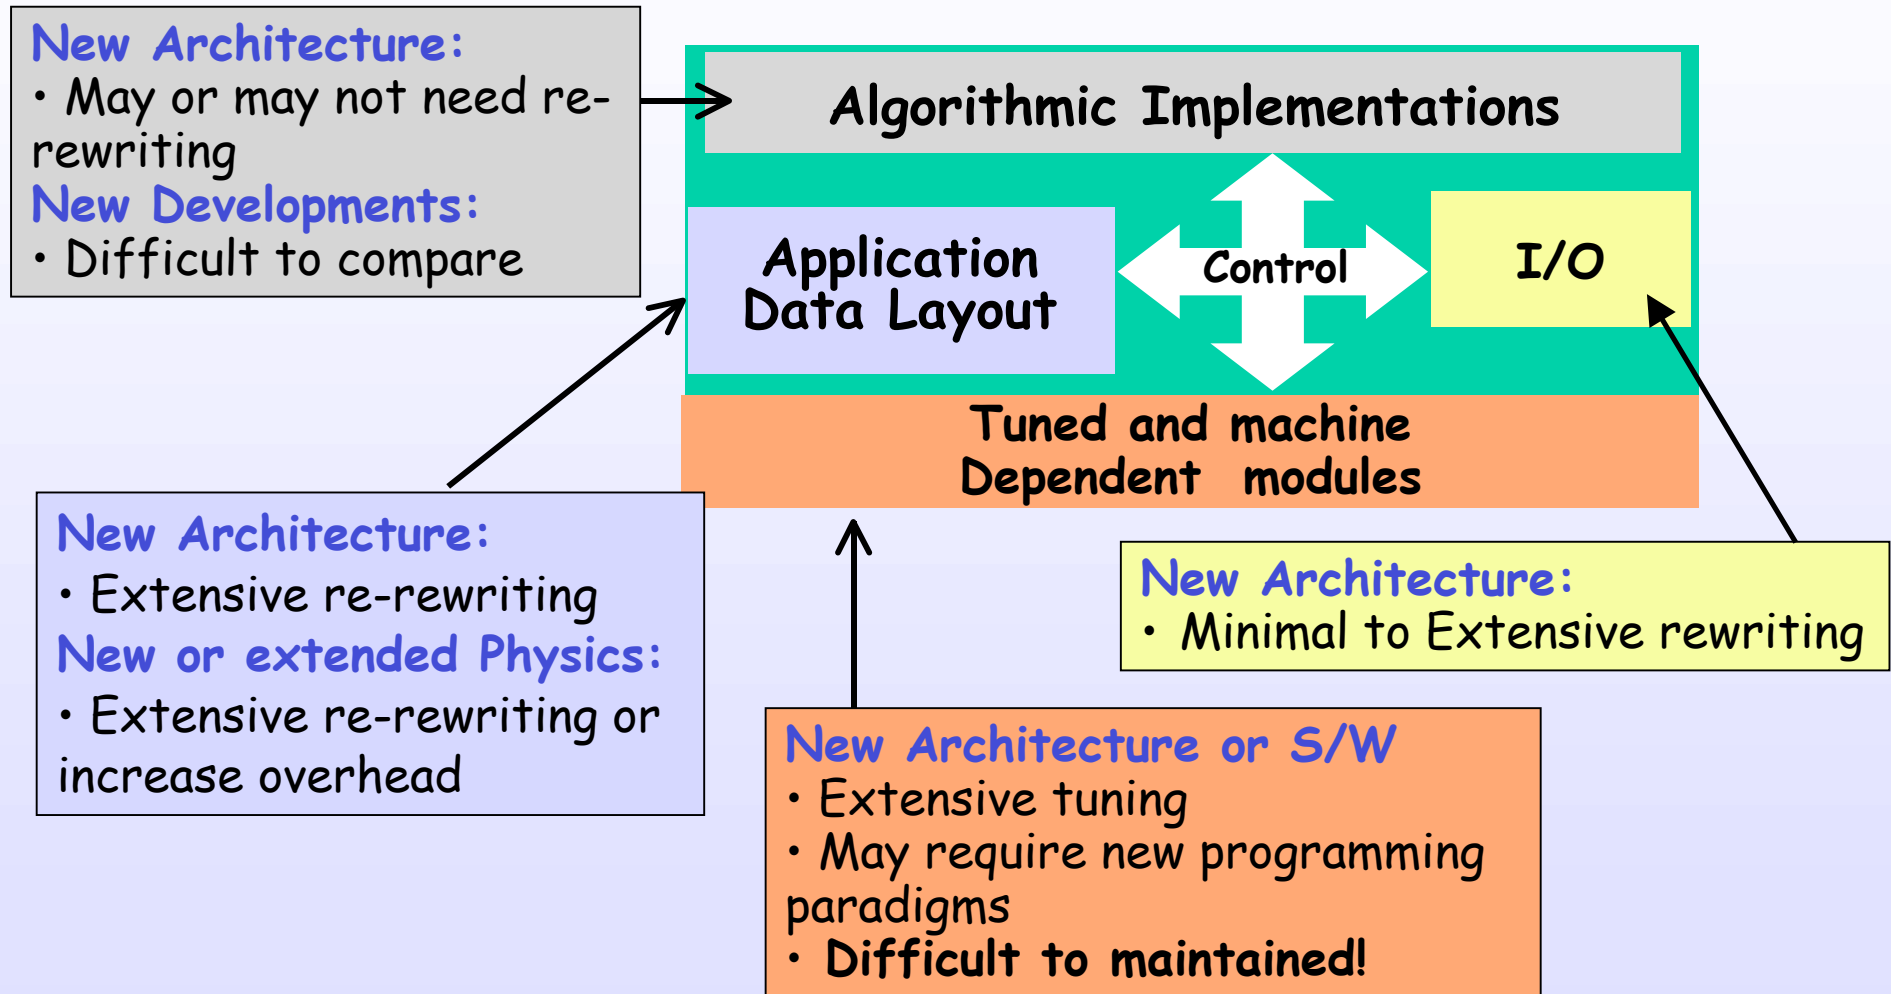 New Architecture:
• May or may not need re-
rewriting
New Developments:
• Difficult to compare
Algorithmic Implementations
Application
Data Layout
Control
I/O
Tuned and machine
Dependent modules
New Architecture:
• Extensive re-rewriting
New or extended Physics:
• Extensive re-rewriting or
increase overhead
New Architecture:
• Minimal to Extensive rewriting
New Architecture or S/W
• Extensive tuning
• May require new programming
paradigms
• Difficult to maintained!